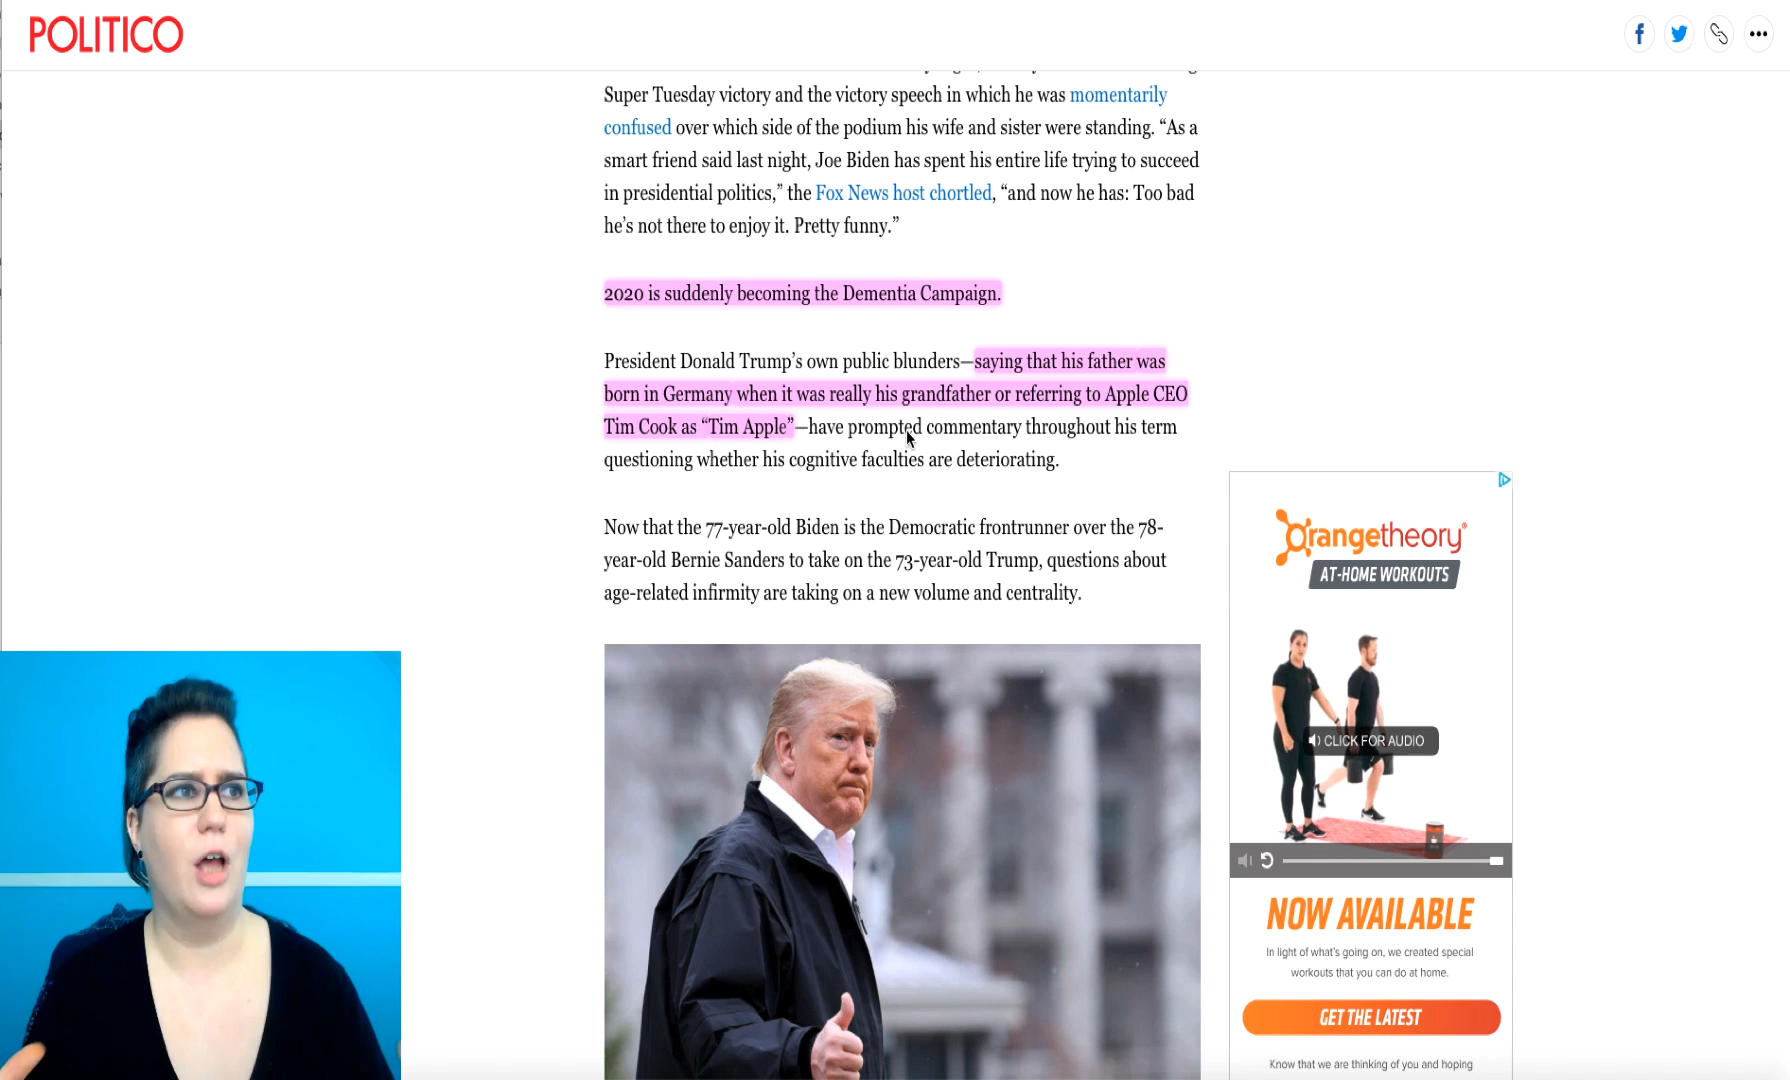 POLITICO
Super Tuesday victory and the victory speech in which he was momentarily
confused over which side of the podium his wife and sister were standing. “As a
smart friend said last night, Joe Biden has spent his entire life trying to succeed
in presidential politics,” the Fox News host chortled, “and now he has: Too bad
he’s not there to enjoy it. Pretty funny.”
2020 is suddenly becoming the Dementia Campaign.
President Donald Trump’s own public blunders—saying that his father was
born in Germany when it was really his grandfather or referring to Apple CEO
Tim Cook as “Tim Apple”—have prompted commentary throughout his term
questioning whether his cognitive faculties are deteriorating.
Now that the 77-year-old Biden is the Democratic frontrunner over the 78-
year-old Bernie Sanders to take on the 73-year-old Trump, questions about
age-related infirmity are taking on a new volume and centrality.
Orangetheory®
AT-HOME WORKOUTS
CLICK FOR AUDIO
NOW AVAILABLE
In light of what’s going on, we created special
workouts that you can do at home.
GET THE LATEST
Know that we are thinking of you and hoping